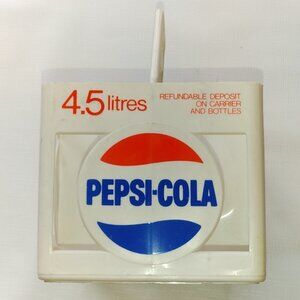 4.5 litres
REFUNDABLE DEPOSIT
ON CARRIER
AND BOTTLES
PEPSI-COLA